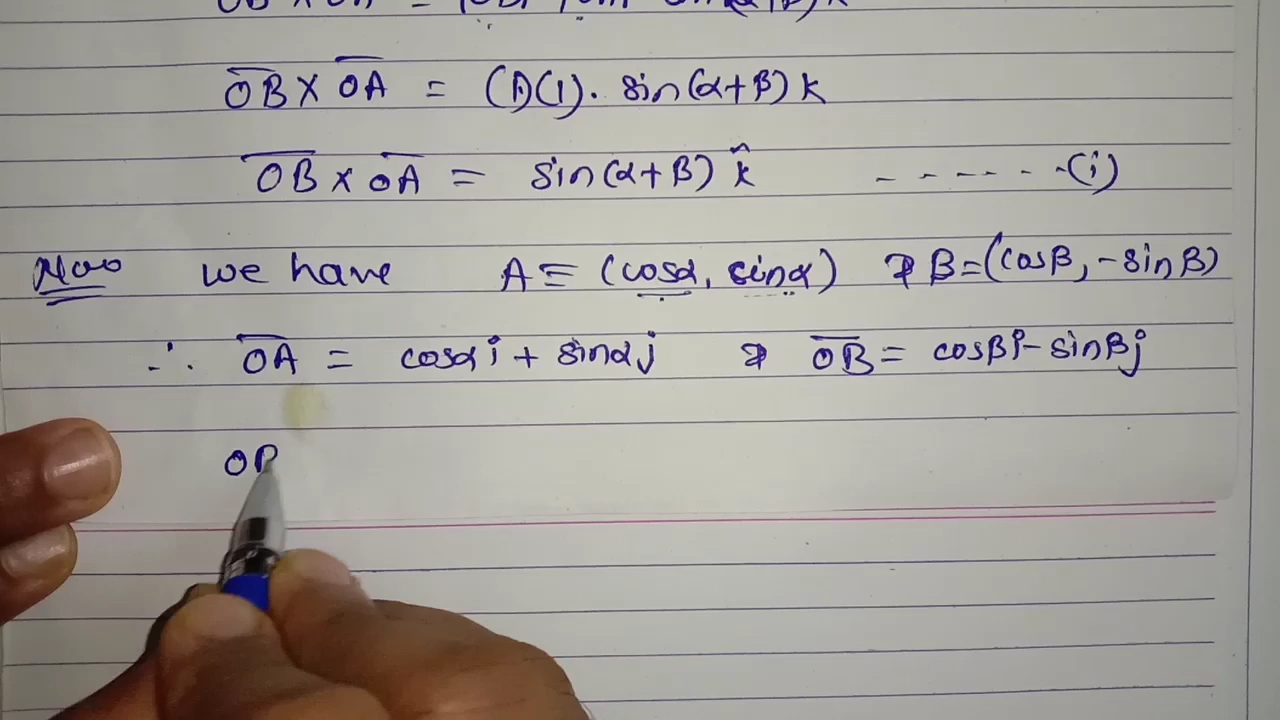 OB × OA = (1)(1). sin(α+β) k
OB × OA = sin(α+β) k̂ - - - - - - -(i)
Now we have A ≡ (cosα, sinα) & B=(cosβ, -sinβ)
∴ OA = cosα i + sinα j & OB = cosβ i - sinβ j